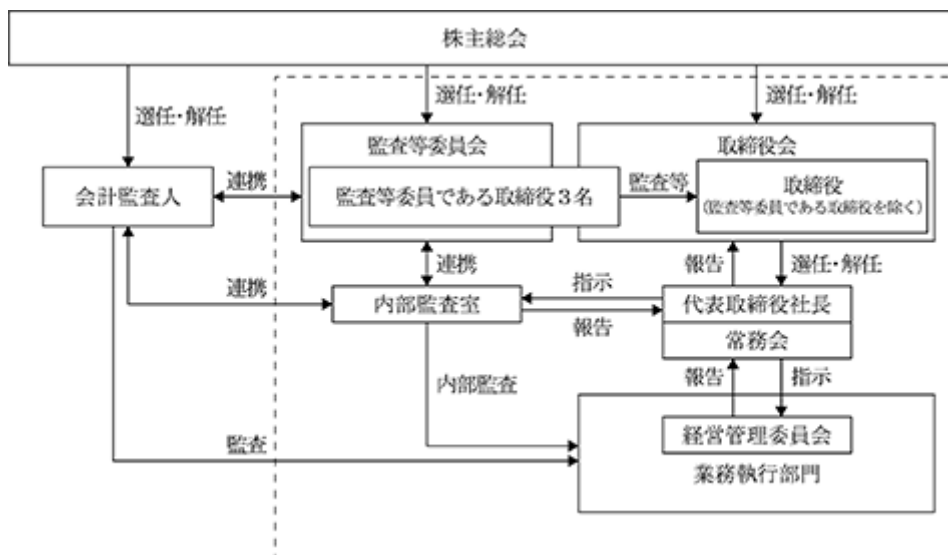 株主総会
選任・解任
選任・解任
選任・解任
監査等委員会
取締役会
会計監査人
連携
監査等委員である取締役3名
監査等
取締役
(監査等委員である取締役を除く)
連携
報告
選任・解任
連携
指示
内部監査室
代表取締役社長
報告
常務会
内部監査
報告
指示
経営管理委員会
監査
業務執行部門